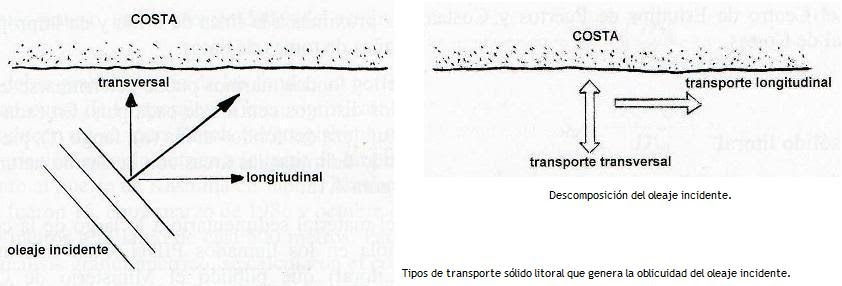 COSTA
transversal
longitudinal
oleaje incidente
COSTA
transporte longitudinal
transporte transversal
Descomposición del oleaje incidente.
Tipos de transporte sólido litoral que genera la oblicuidad del oleaje incidente.